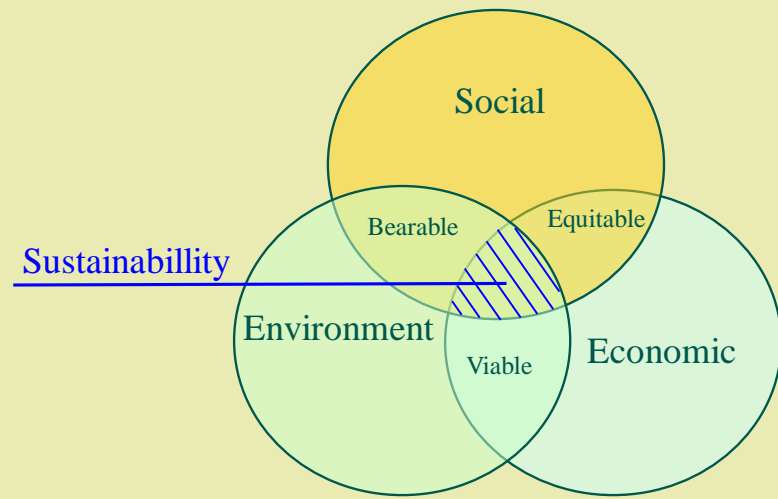 Social
Bearable
Equitable
Sustainabillity
Environment
Economic
Viable